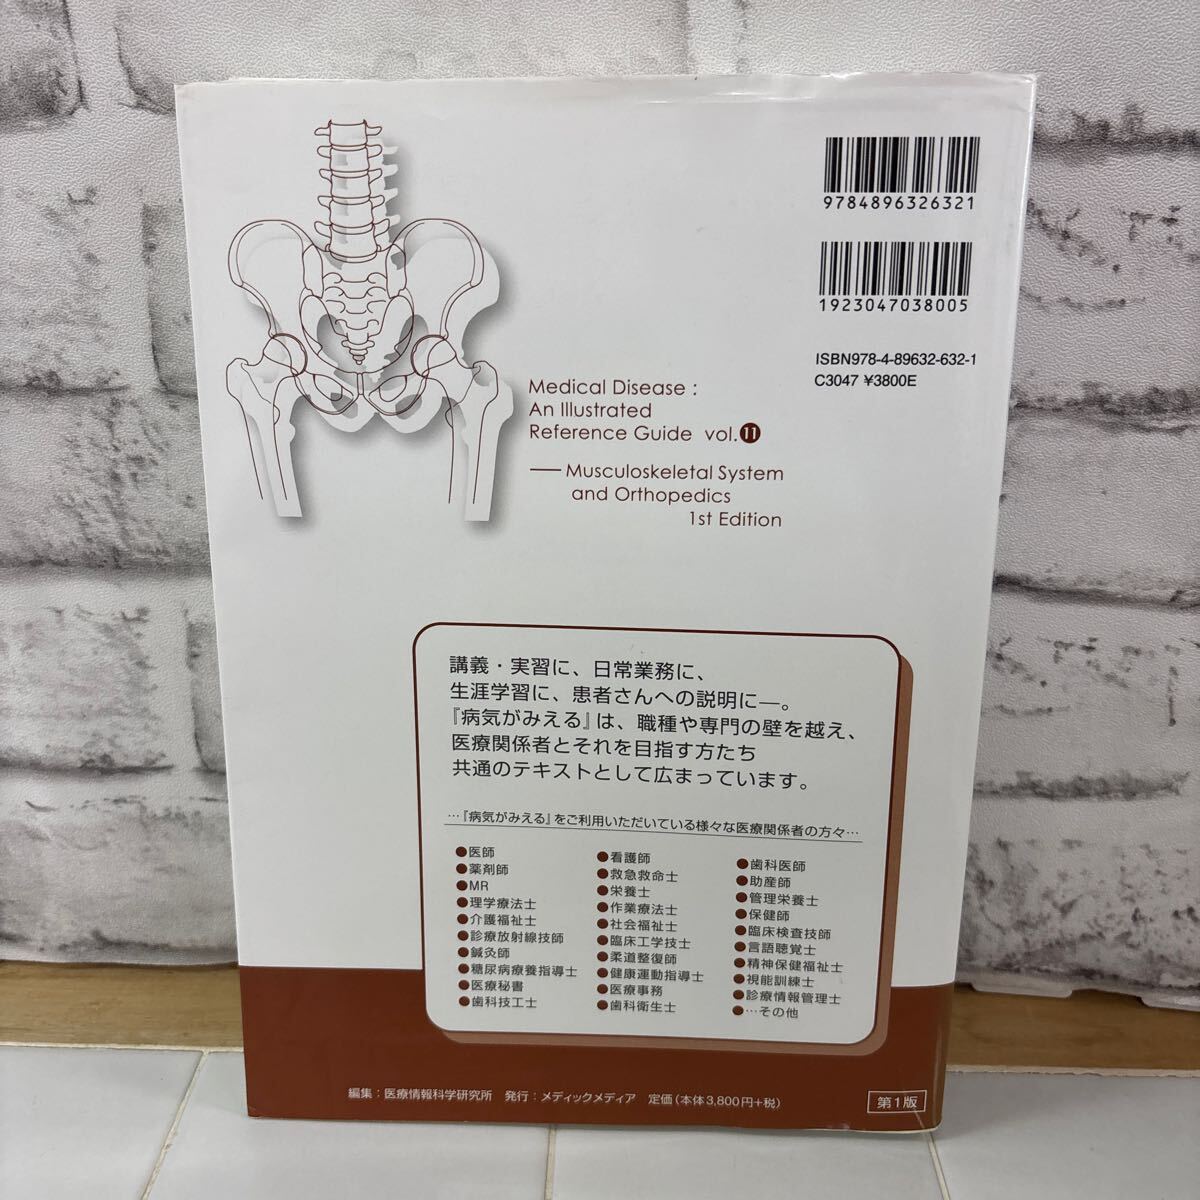 9784896326321
1923047038005
ISBN978-4-89632-632-1
C3047 ¥3800E
Medical Disease :
An Illustrated
Reference Guide vol.11
— Musculoskeletal System
and Orthopedics
1st Edition
講義・実習に、日常業務に、
生涯学習に、患者さんへの説明に―。
『病気がみえる』は、職種や専門の壁を越え、
医療関係者とそれを目指す方たち
共通のテキストとして広まっています。
…『病気がみえる』をご利用いただいている様々な医療関係者の方々…
●医師
●薬剤師
●MR
●理学療法士
●介護福祉士
●診療放射線技師
●鍼灸師
●糖尿病療養指導士
●医療秘書
●歯科技工士
●看護師
●救急救命士
●栄養士
●作業療法士
●社会福祉士
●臨床工学技士
●柔道整復師
●健康運動指導士
●医療事務
●歯科衛生士
●歯科医師
●助産師
●管理栄養士
●保健師
●臨床検査技師
●言語聴覚士
●精神保健福祉士
●視能訓練士
●診療情報管理士
●…その他
編集：医療情報科学研究所 発行：メディックメディア 定価（本体3,800円+税）
第1版